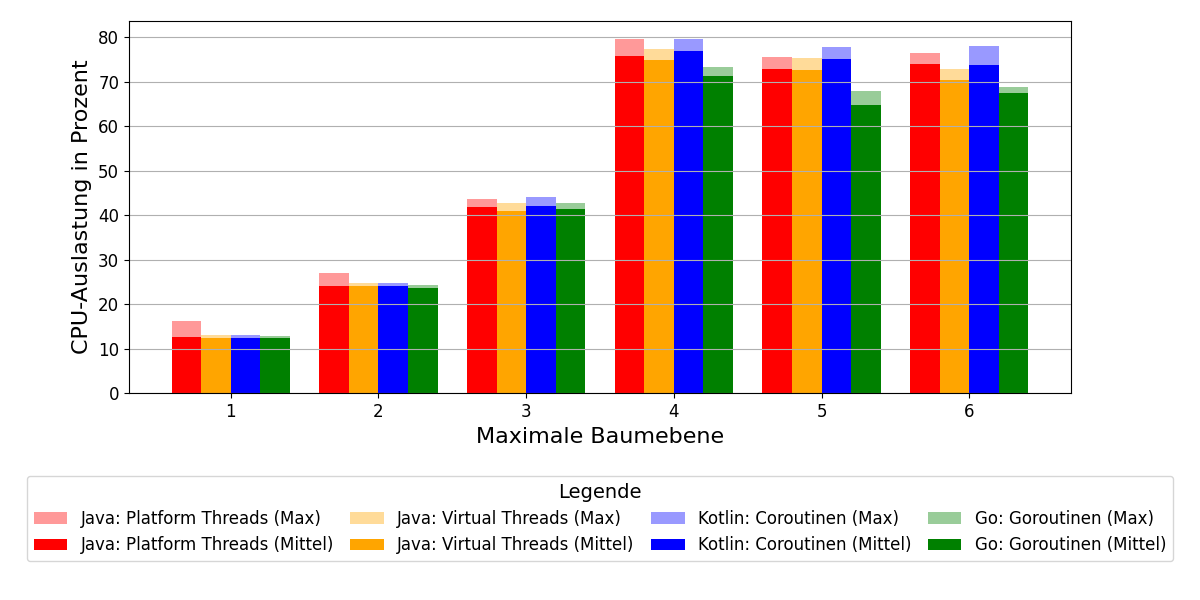 CPU-Auslastung in Prozent
80
70
60
50
40
30
20
10
0
1 2 3 4 5 6
Maximale Baumebene
Legende
Java: Platform Threads (Max) Java: Virtual Threads (Max) Kotlin: Coroutinen (Max) Go: Goroutinen (Max)
Java: Platform Threads (Mittel) Java: Virtual Threads (Mittel) Kotlin: Coroutinen (Mittel) Go: Goroutinen (Mittel)